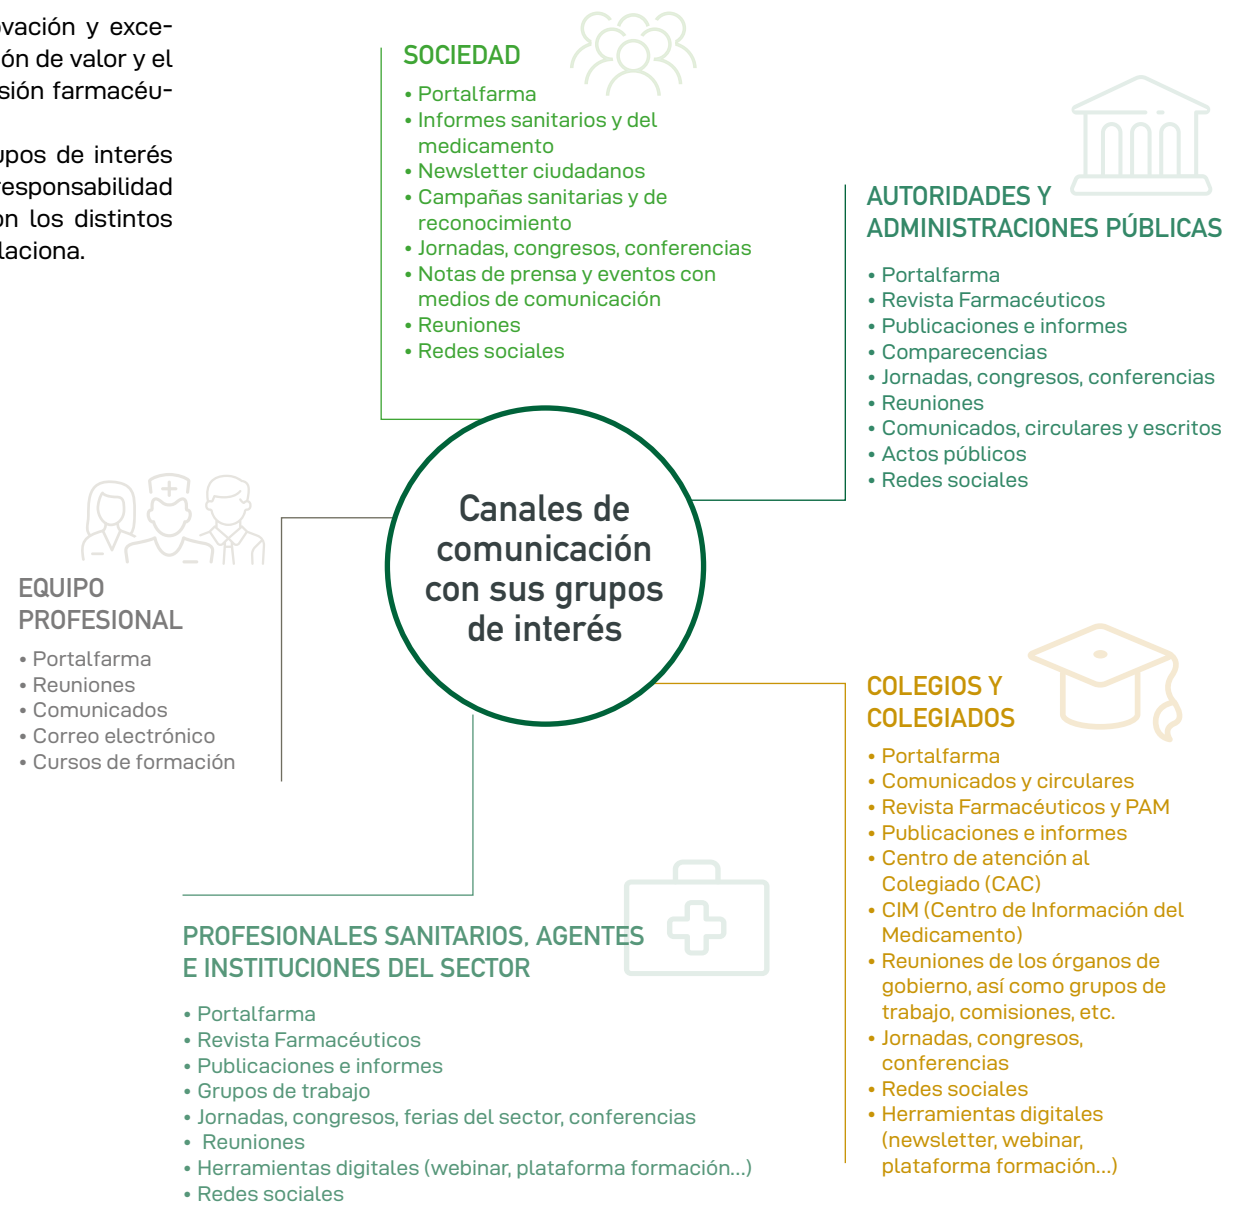 ovación y exce-
ión de valor y el
sión farmacéu-
upos de interés
responsabilidad
on los distintos
laciona.
SOCIEDAD
• Portalfarma
• Informes sanitarios y del
medicamento
• Newsletter ciudadanos
• Campañas sanitarias y de
reconocimiento
• Jornadas, congresos, conferencias
• Notas de prensa y eventos con
medios de comunicación
• Reuniones
• Redes sociales
AUTORIDADES Y
ADMINISTRACIONES PÚBLICAS
• Portalfarma
• Revista Farmacéuticos
• Publicaciones e informes
• Comparecencias
• Jornadas, congresos, conferencias
• Reuniones
• Comunicados, circulares y escritos
• Actos públicos
• Redes sociales
Canales de
comunicación
con sus grupos
de interés
EQUIPO
PROFESIONAL
• Portalfarma
• Reuniones
• Comunicados
• Correo electrónico
• Cursos de formación
COLEGIOS Y
COLEGIADOS
• Portalfarma
• Comunicados y circulares
• Revista Farmacéuticos y PAM
• Publicaciones e informes
• Centro de atención al
Colegiado (CAC)
• CIM (Centro de Información del
Medicamento)
• Reuniones de los órganos de
gobierno, así como grupos de
trabajo, comisiones, etc.
• Jornadas, congresos,
conferencias
• Redes sociales
• Herramientas digitales
(newsletter, webinar,
plataforma formación...)
PROFESIONALES SANITARIOS, AGENTES
E INSTITUCIONES DEL SECTOR
• Portalfarma
• Revista Farmacéuticos
• Publicaciones e informes
• Grupos de trabajo
• Jornadas, congresos, ferias del sector, conferencias
• Reuniones
• Herramientas digitales (webinar, plataforma formación...)
• Redes sociales